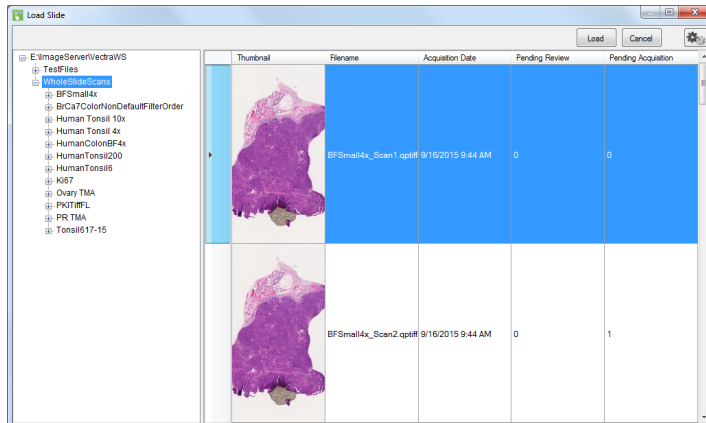 Load Slide
Load Cancel
E:\ImageServer\VectraWS
TestFiles
WholeSlideScans
BFSmall4x
BrCa7ColorNonDefaultFilterOrder
Human Tonsil 10x
Human Tonsil 4x
HumanColonBF4x
HumanTonsil200
HumanTonsil6
Ki67
Ovary TMA
PKITiffFL
PR TMA
Tonsil617-15
Thumbnail Filename Acquisition Date Pending Review Pending Acquisition
BFSmall4x_Scan1.qptiff 9/16/2015 9:44 AM 0 0
BFSmall4x_Scan2.qptiff 9/16/2015 9:44 AM 0 1